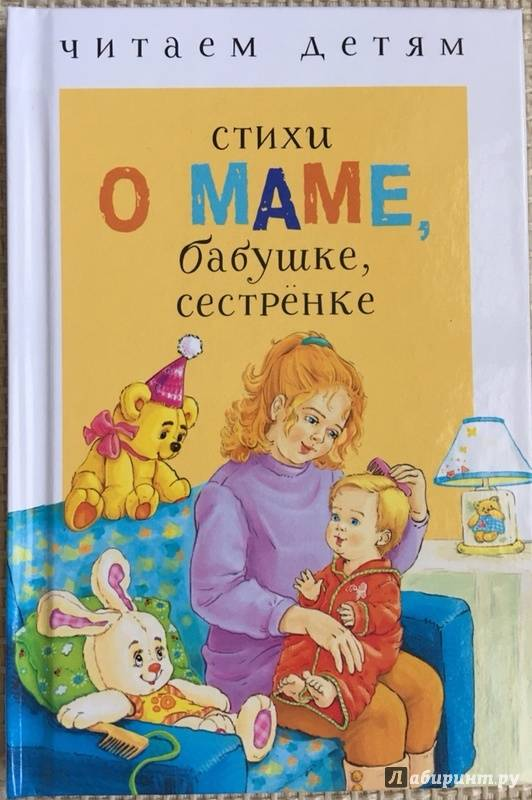 читаем детям
стихи
О МАМЕ,
бабушке,
сестрёнке
Лабиринт.ру